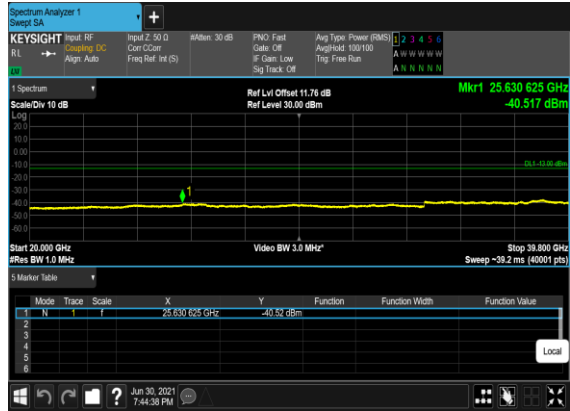 Spectrum Analyzer 1
Swept SA
+
KEYSIGHT Input: RF Input Z: 50 Ω #Atten: 30 dB PNO: Fast Avg Type: Power (RMS) 1 2 3 4 5 6
RL Coupling: DC Corr CCorr Gate: Off Avg|Hold: 100/100 A W W W W W
Align: Auto Freq Ref: Int (S) IF Gain: Low Trig: Free Run
Sig Track: Off A N N N N N
1 Spectrum Ref Lvl Offset 11.76 dB Mkr1 25.630 625 GHz
Scale/Div 10 dB Ref Level 30.00 dBm -40.517 dBm
Log
20.0
10.0
0.00
-10.0
DL1 -13.00 dBm
-20.0
-30.0
1
-40.0
-50.0
-60.0
Start 20.000 GHz Video BW 3.0 MHz* Stop 39.800 GHz
#Res BW 1.0 MHz Sweep ~39.2 ms (40001 pts)
5 Marker Table
Mode Trace Scale X Y Function Function Width Function Value
1 N 1 f 25.630 625 GHz -40.52 dBm
2
3
4
5
6
Local
? Jun 30, 2021
7:44:38 PM